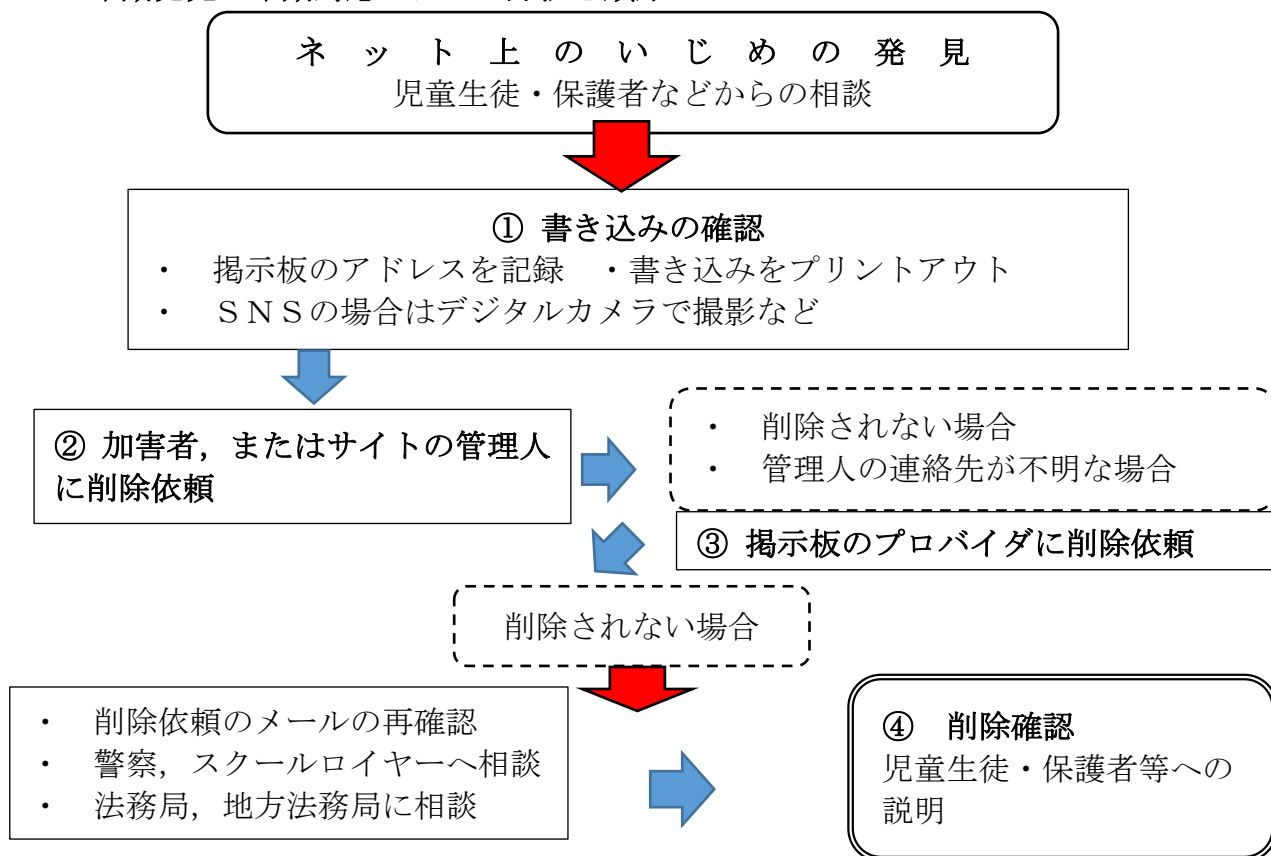 ネット上のいじめの発見
児童生徒・保護者などからの相談
① 書き込みの確認
・ 掲示板のアドレスを記録 ・書き込みをプリントアウト
・ ＳＮＳの場合はデジタルカメラで撮影など
② 加害者，またはサイトの管理人
に削除依頼
・ 削除されない場合
・ 管理人の連絡先が不明な場合
③ 掲示板のプロバイダに削除依頼
削除されない場合
・ 削除依頼のメールの再確認
・ 警察，スクールロイヤーへ相談
・ 法務局，地方法務局に相談
④ 削除確認
児童生徒・保護者等への
説明